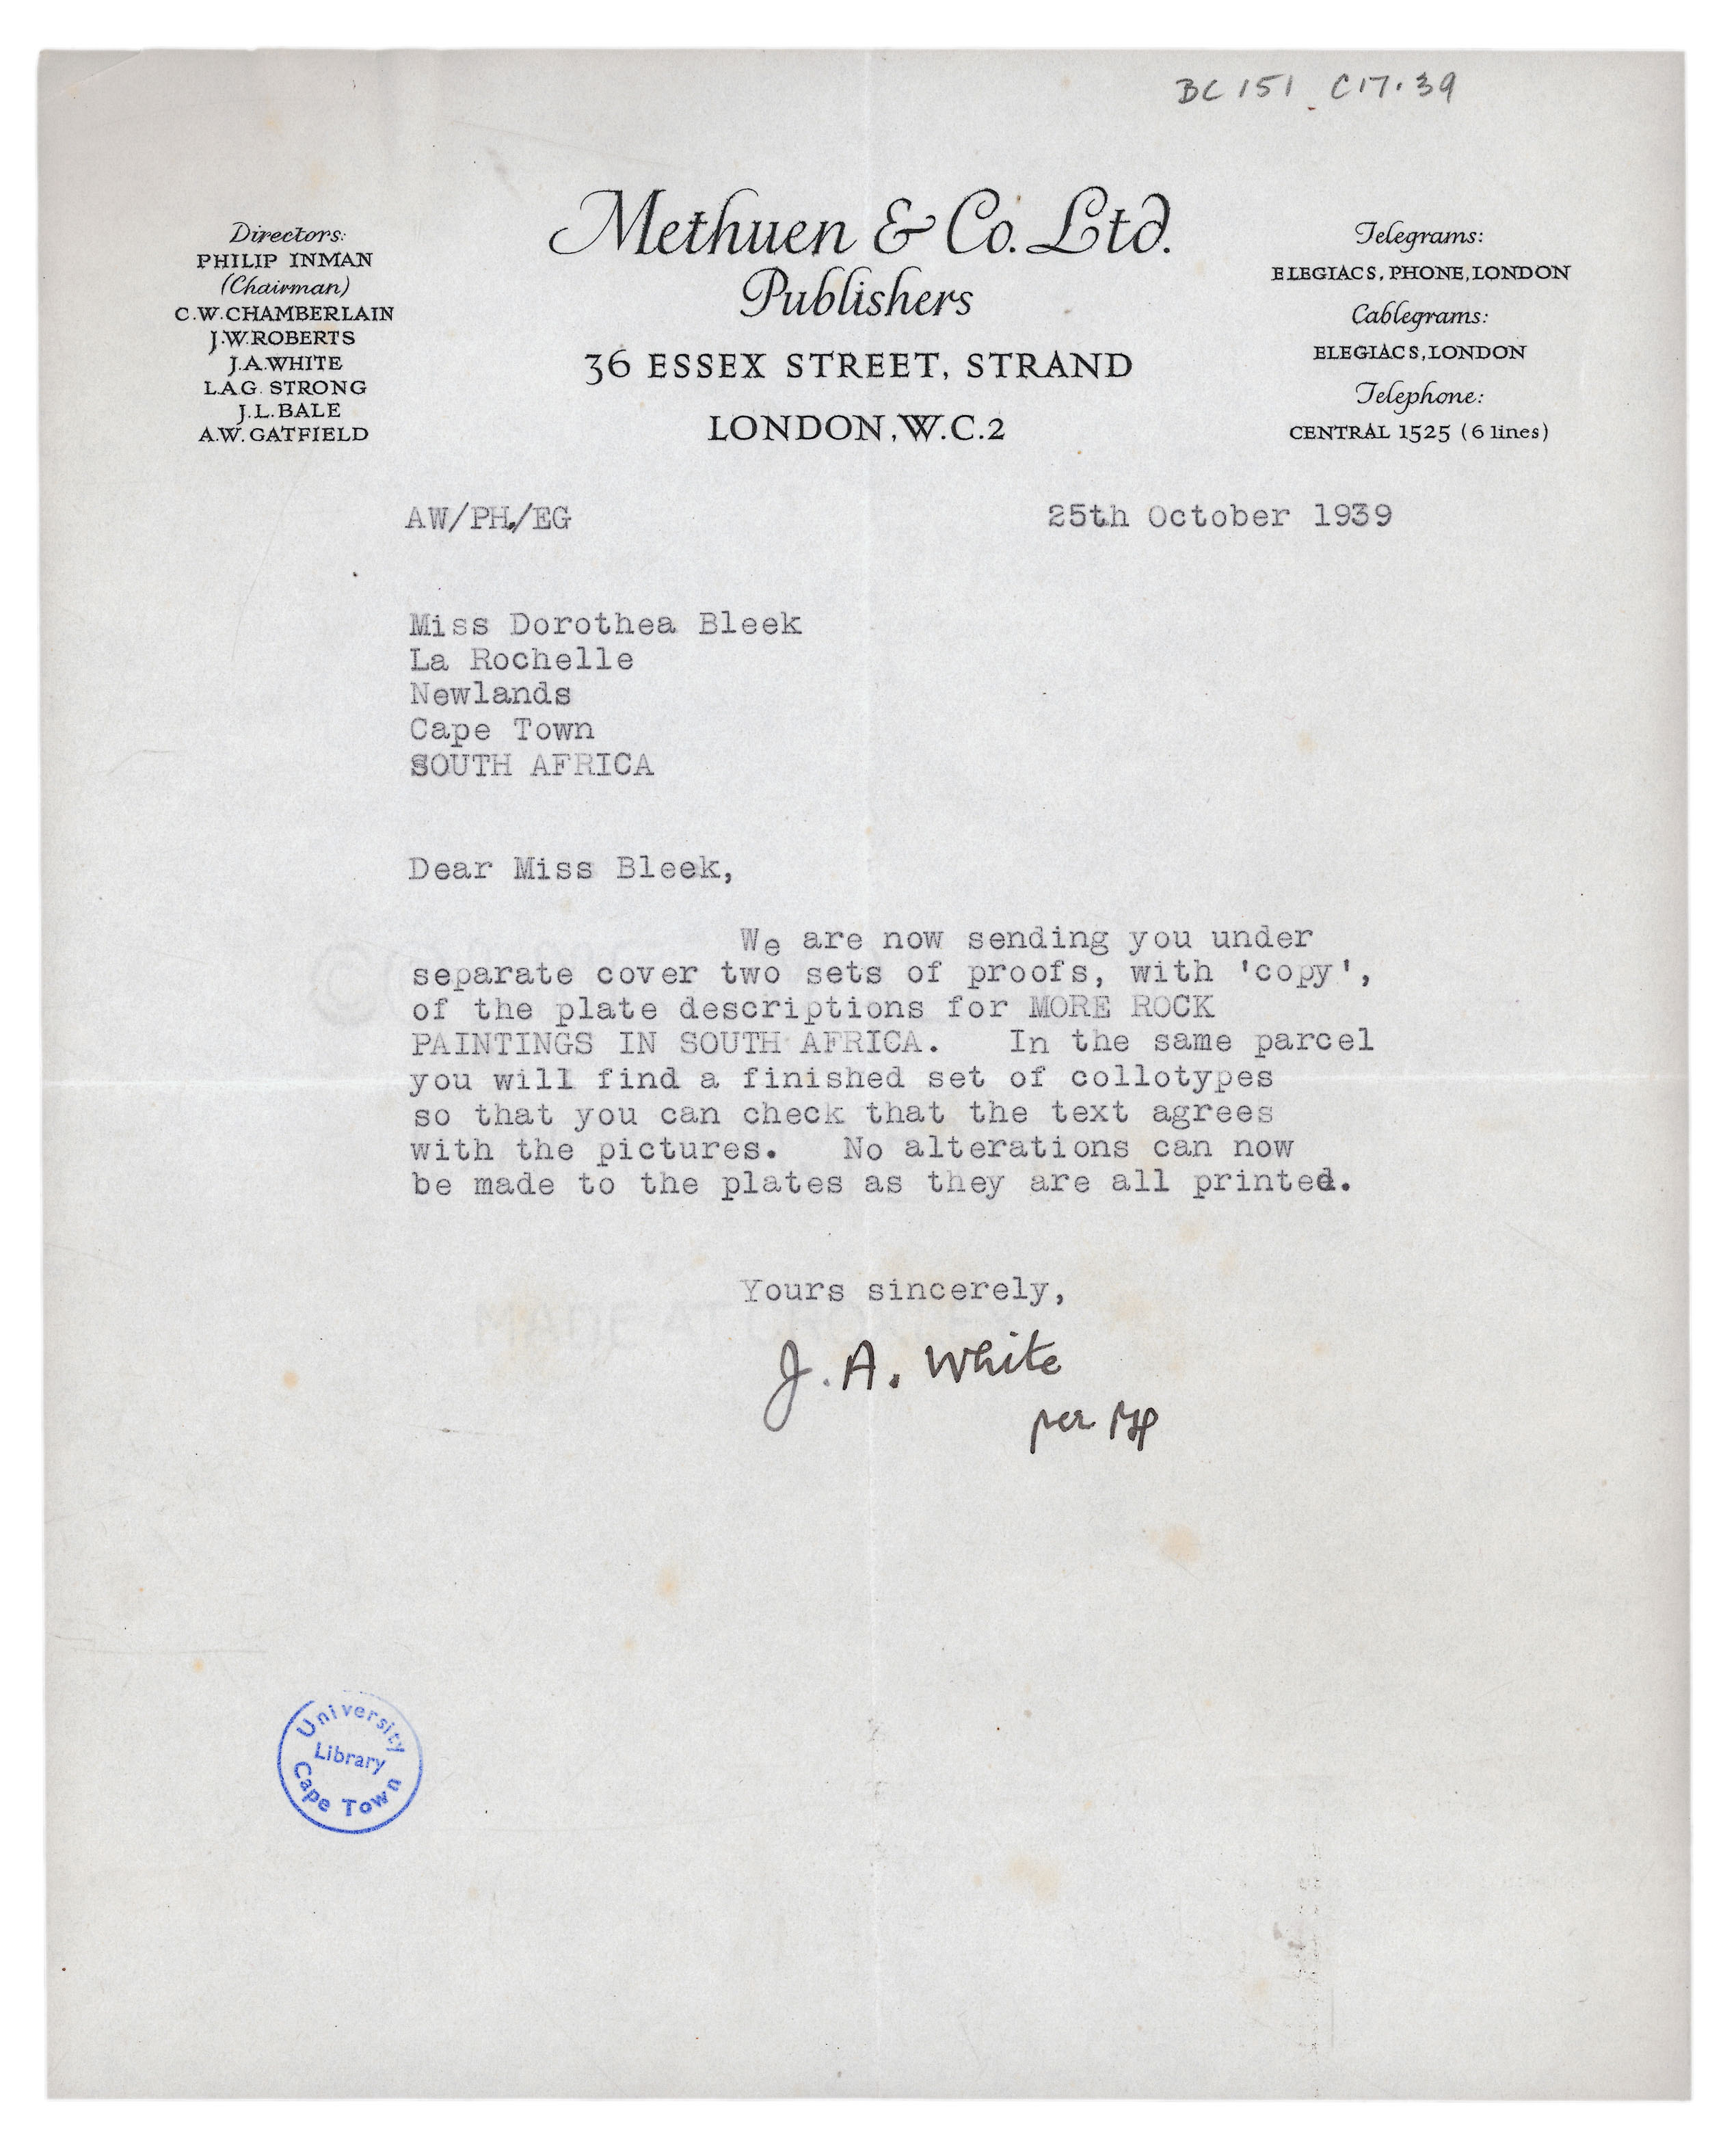 BC 151 C17.39
Directors:
PHILIP INMAN
(Chairman)
C.W.CHAMBERLAIN
J.W.ROBERTS
J.A.WHITE
L.A.G. STRONG
J.L.BALE
A.W.GATFIELD
Methuen & Co. Ltd.
Publishers
36 ESSEX STREET, STRAND
LONDON, W.C.2
Telegrams:
ELEGIACS, PHONE, LONDON
Cablegrams:
ELEGIACS, LONDON
Telephone:
CENTRAL 1525 (6 lines)
AW/PH/EG
25th October 1939
Miss Dorothea Bleek
La Rochelle
Newlands
Cape Town
SOUTH AFRICA
Dear Miss Bleek,
We are now sending you under
separate cover two sets of proofs, with 'copy',
of the plate descriptions for MORE ROCK
PAINTINGS IN SOUTH AFRICA. In the same parcel
you will find a finished set of collotypes
so that you can check that the text agrees
with the pictures. No alterations can now
be made to the plates as they are all printed.
Yours sincerely,
J. A. White
per
University
Library
Cape Town